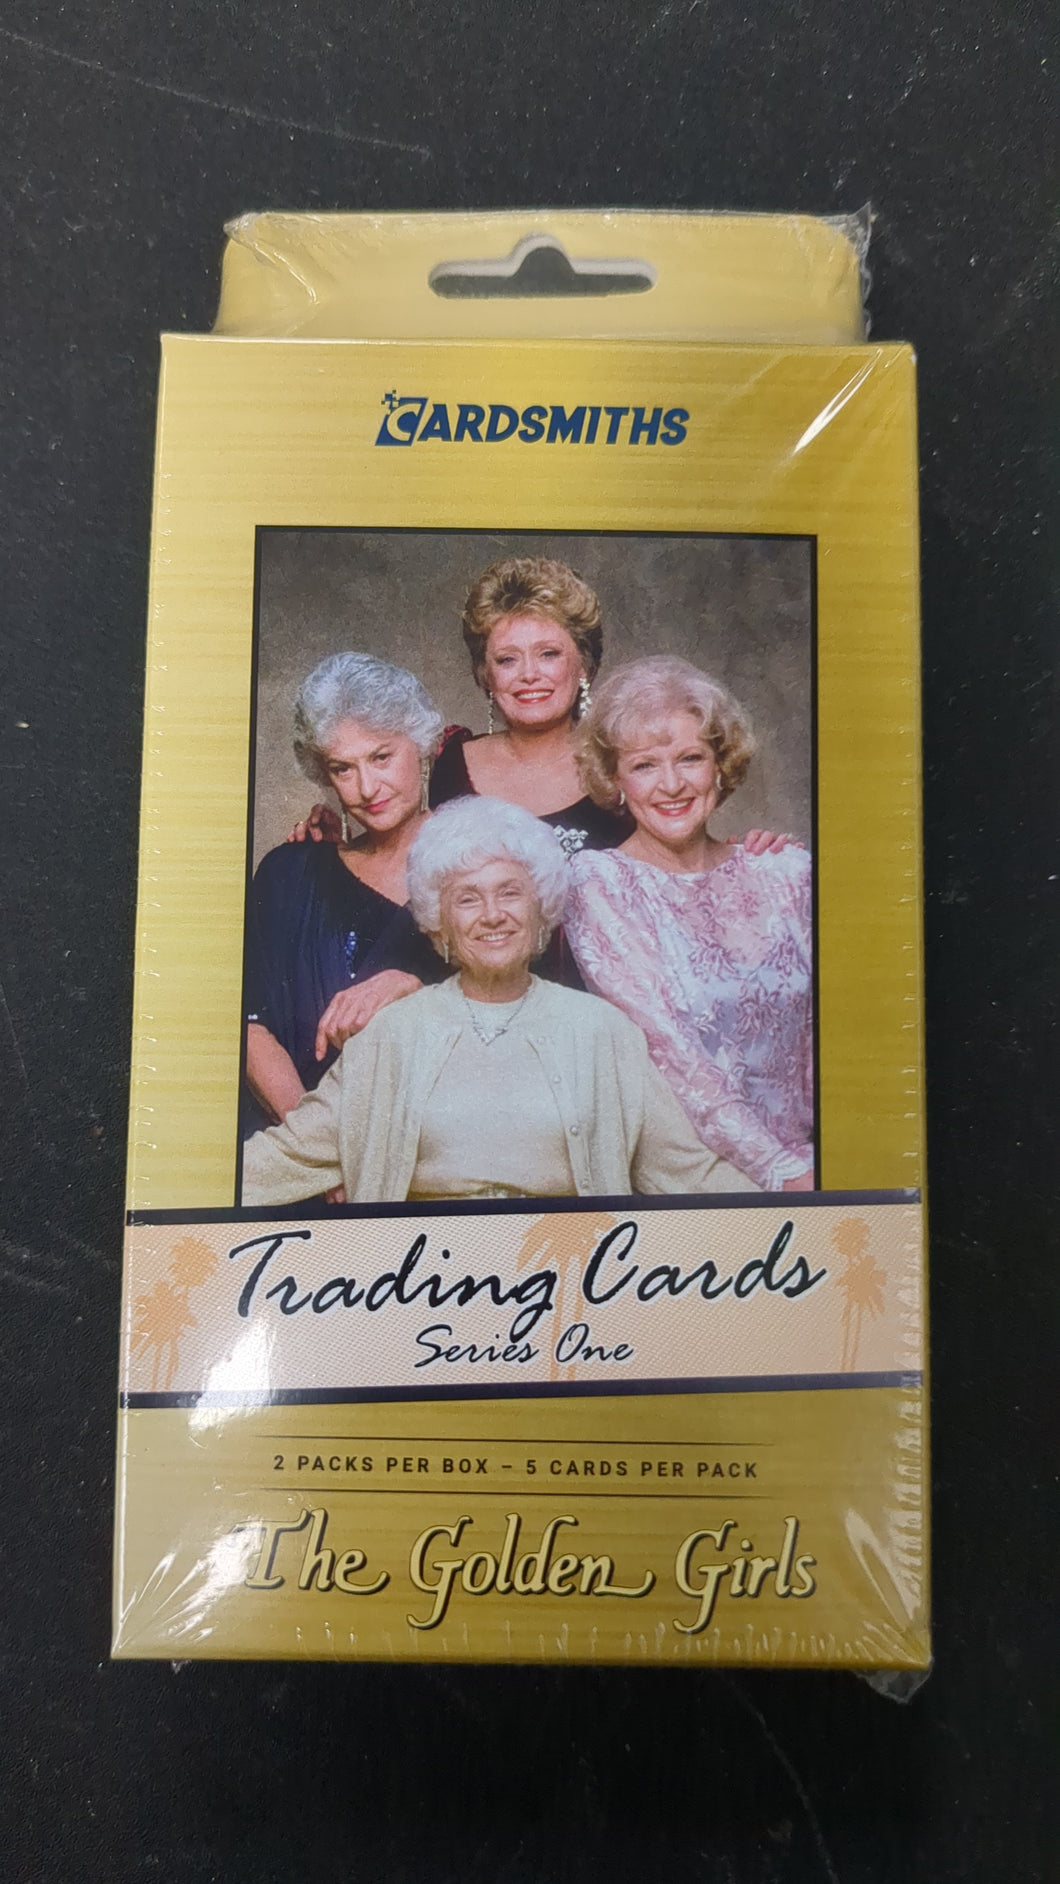 CARDSMITHS
Trading Cards
Series One
2 PACKS PER BOX – 5 CARDS PER PACK
The Golden Girls